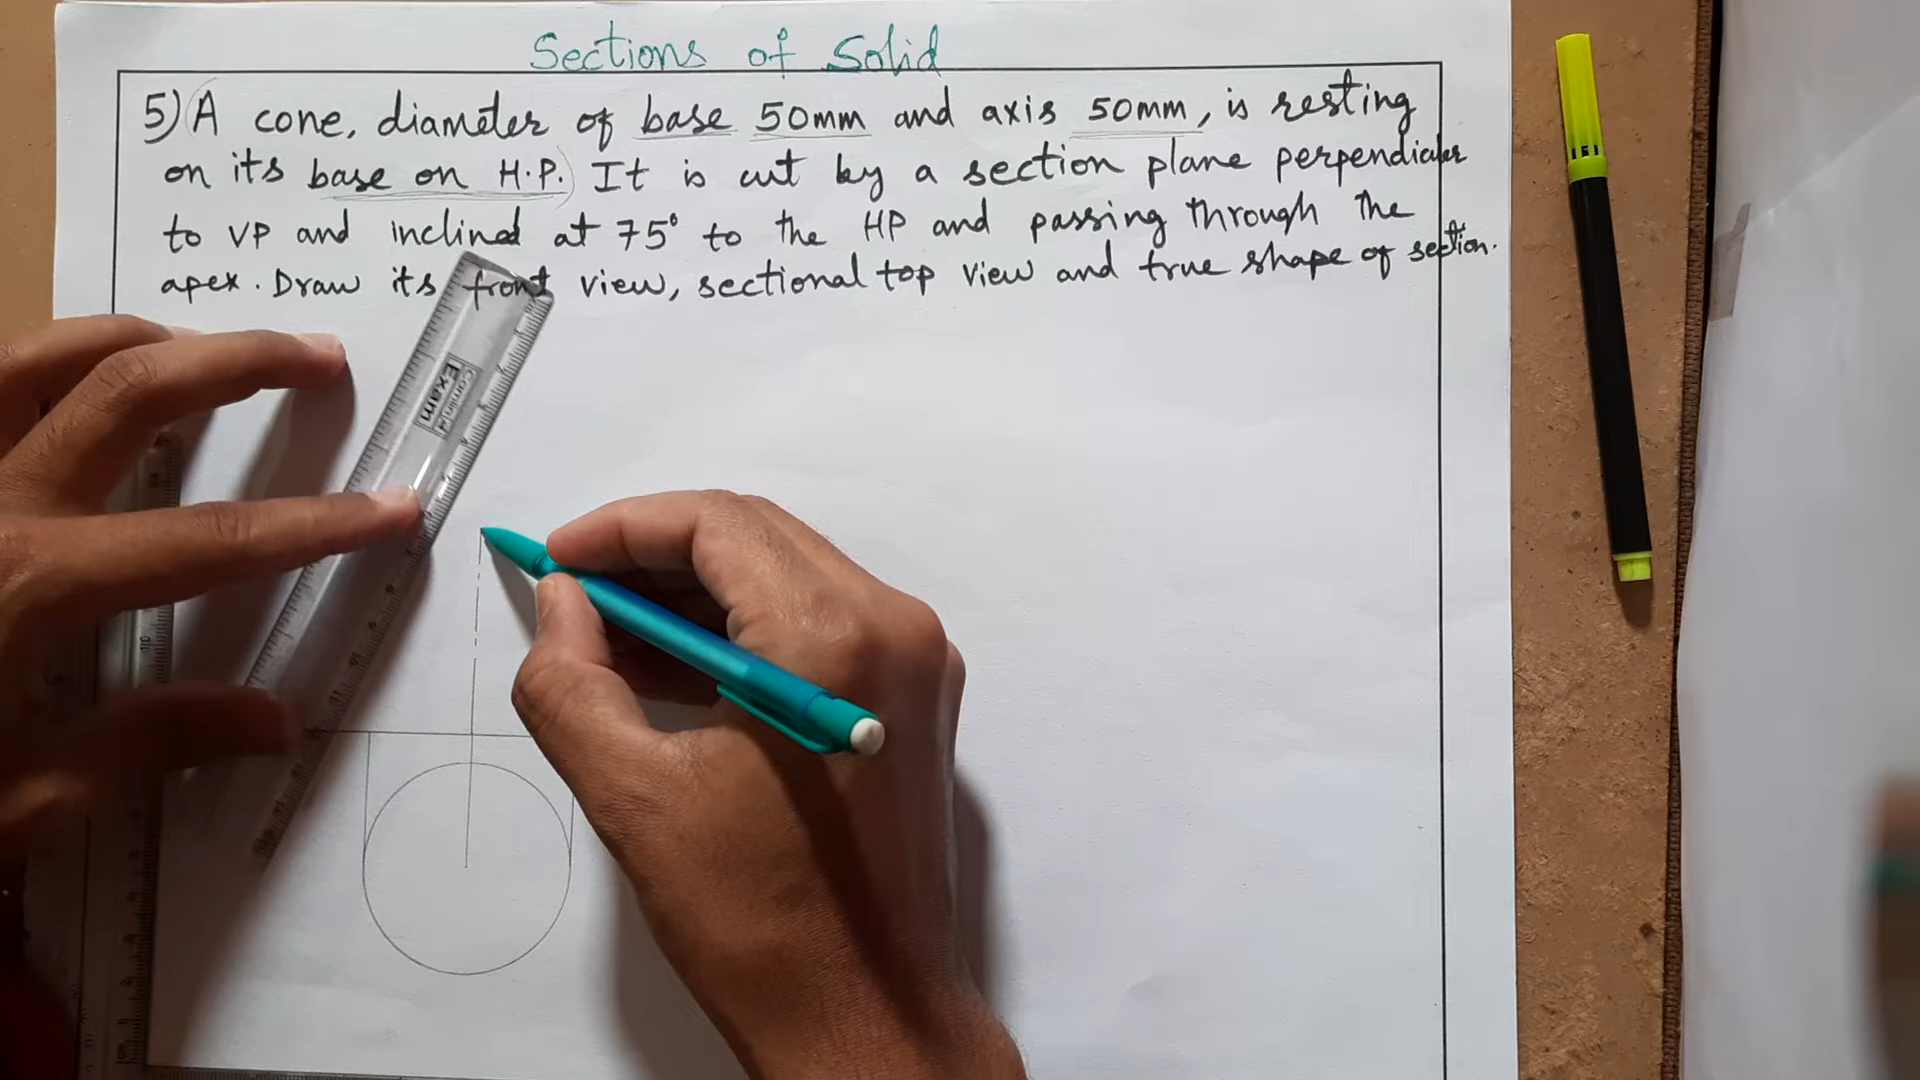 Sections of Solid
5) A cone, diameter of base 50mm and axis 50mm, is resting
on its base on H.P. It is cut by a section plane perpendicular
to VP and inclined at 75° to the HP and passing through the
apex. Draw its front view, sectional top view and true shape of section.
Camlin
Exam